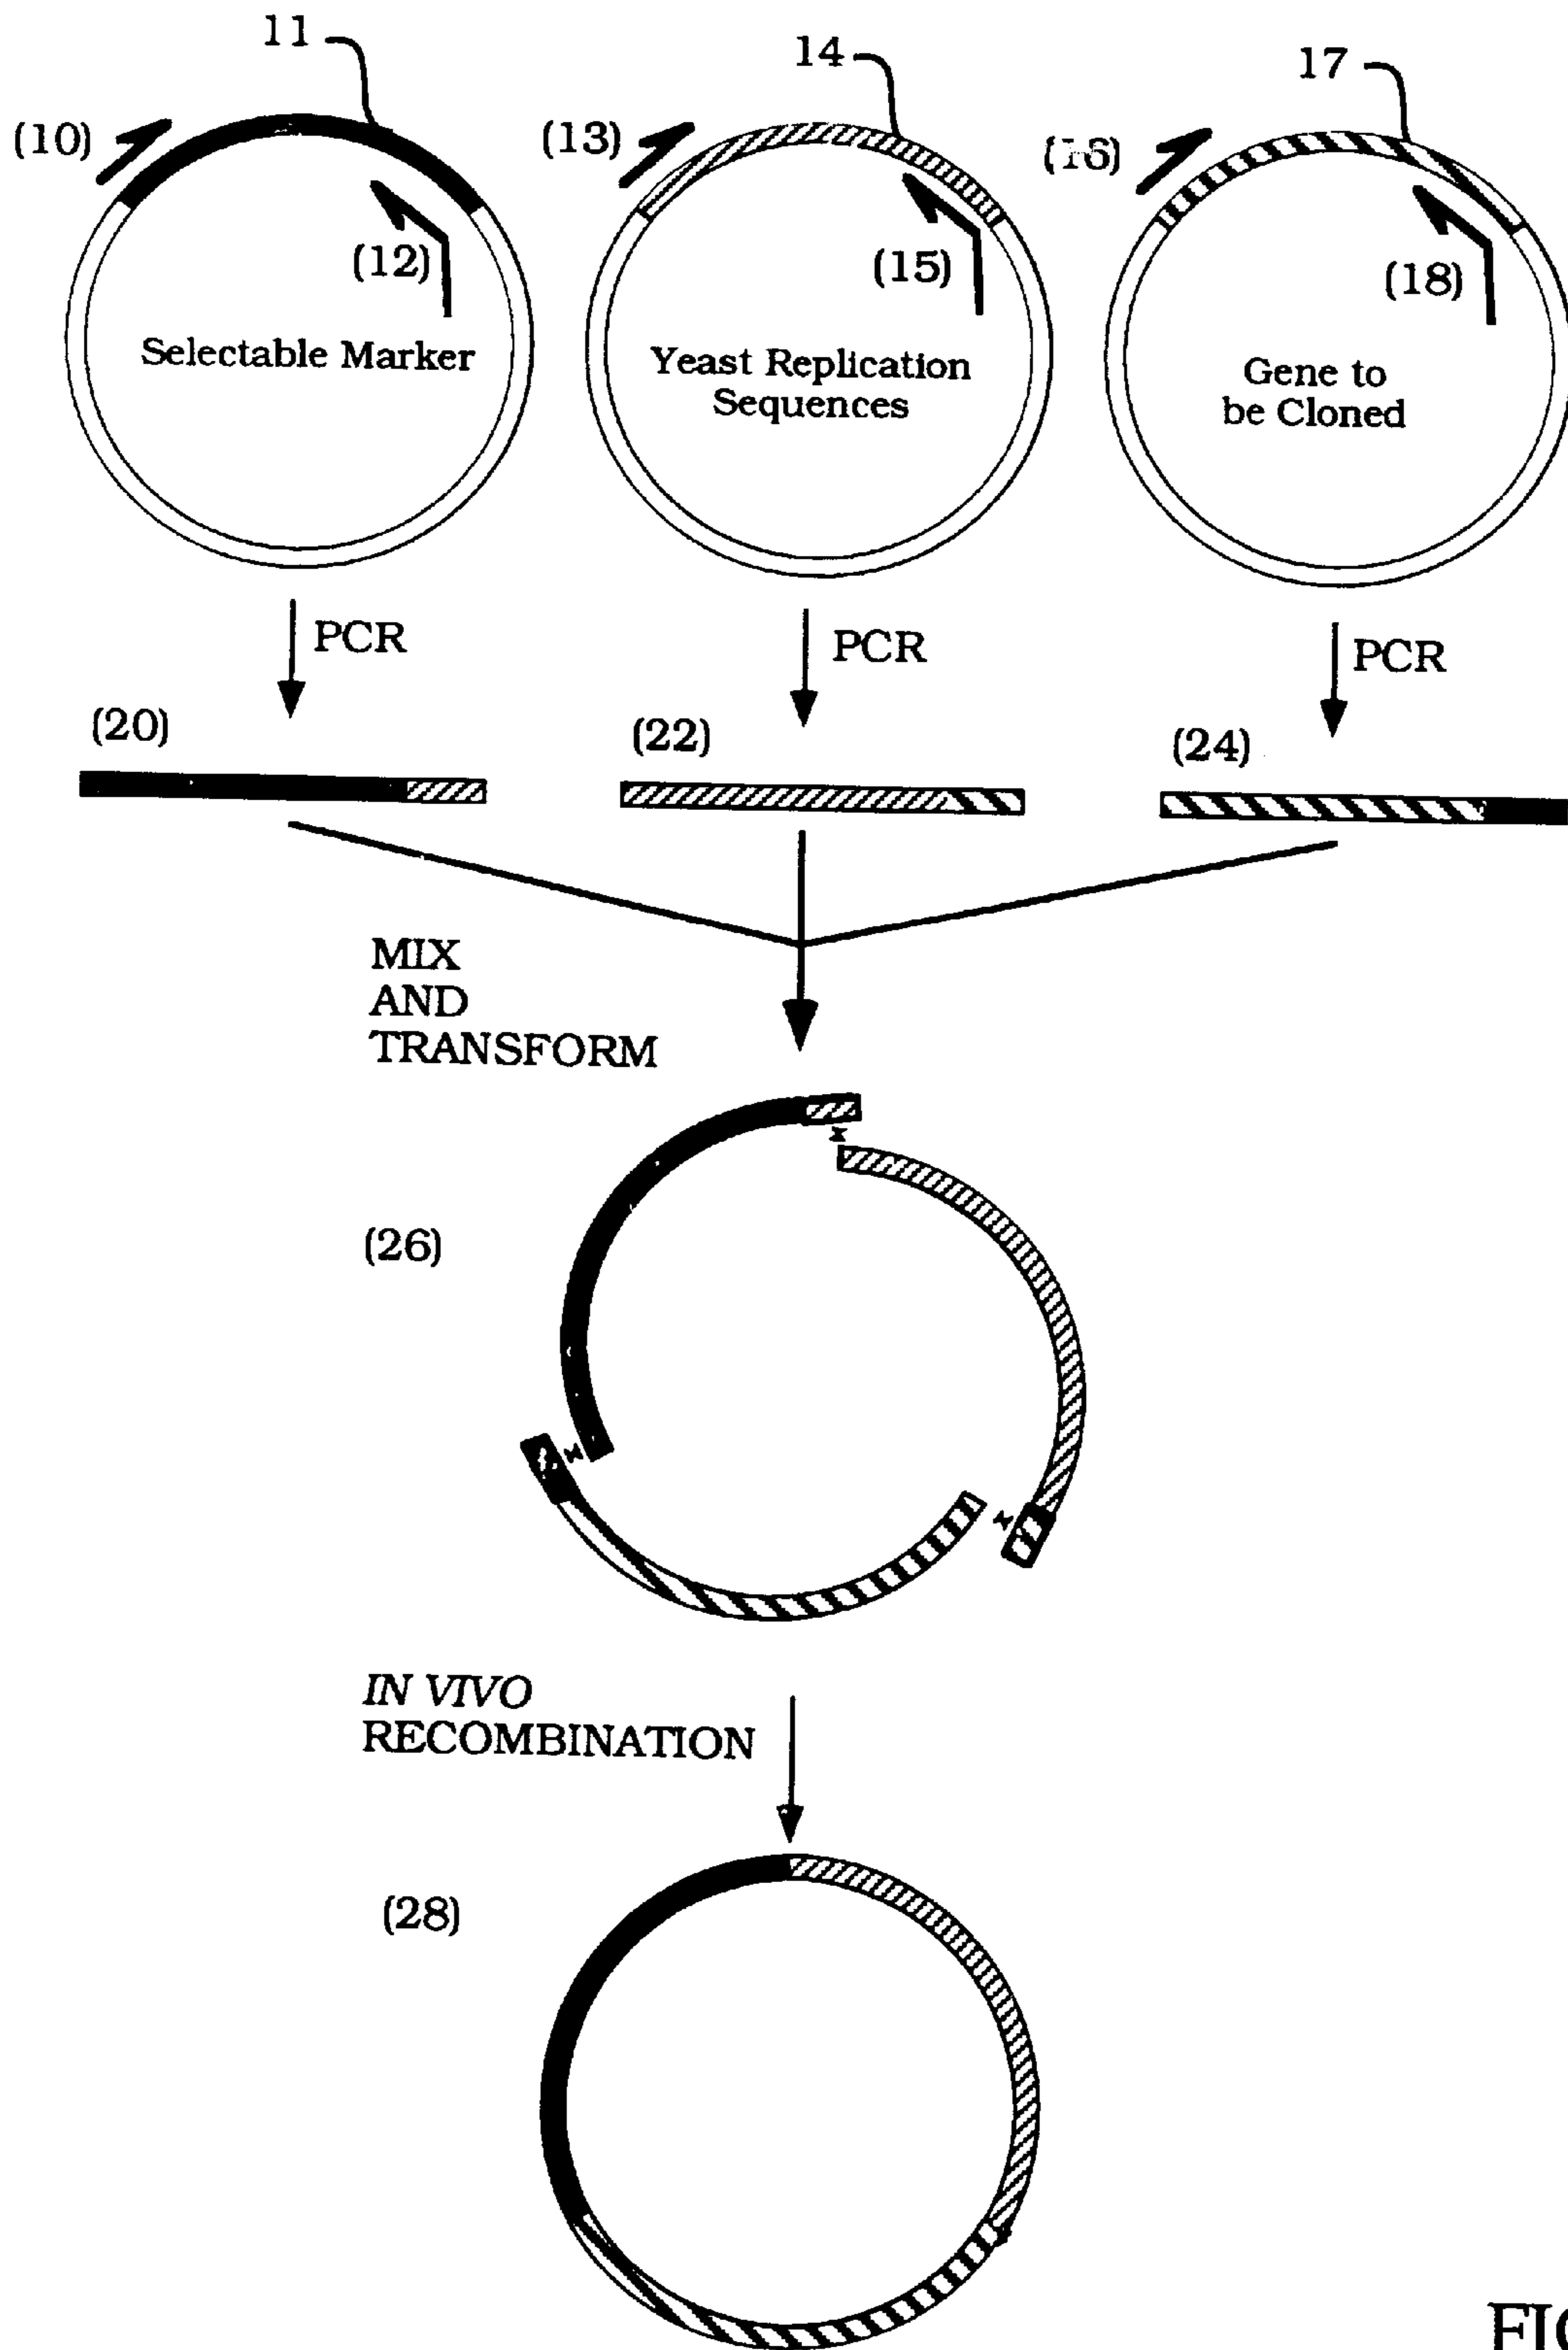 11
14
17
(10)
(13)
(16)
(12)
(15)
(18)
Selectable Marker
Yeast Replication
Sequences
Gene to
be Cloned
PCR
PCR
PCR
(20)
(22)
(24)
MIX
AND
TRANSFORM
(26)
IN VIVO
RECOMBINATION
(28)